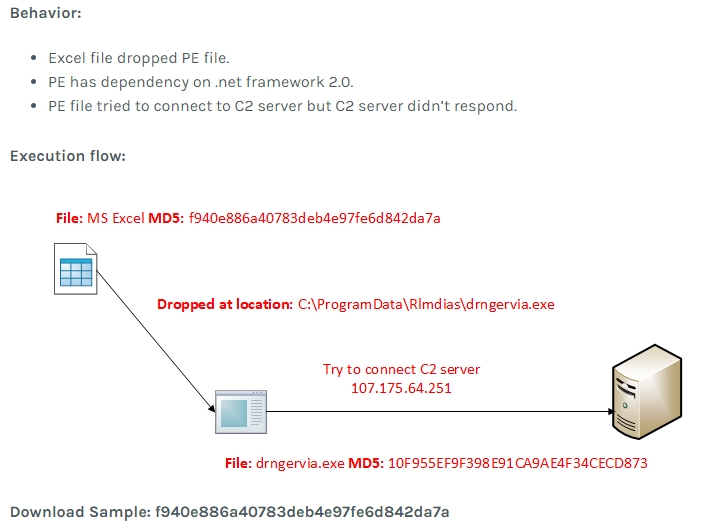 Behavior:
Excel file dropped PE file.
PE has dependency on .net framework 2.0.
PE file tried to connect to C2 server but C2 server didn't respond.
Execution flow:
File: MS Excel MD5: f940e886a40783deb4e97fe6d842da7a
Dropped at location: C:\ProgramData\Rlmdias\drngervia.exe
Try to connect C2 server
107.175.64.251
File: drngervia.exe MD5: 10F955EF9F398E91CA9AE4F34CECD873
Download Sample: f940e886a40783deb4e97fe6d842da7a